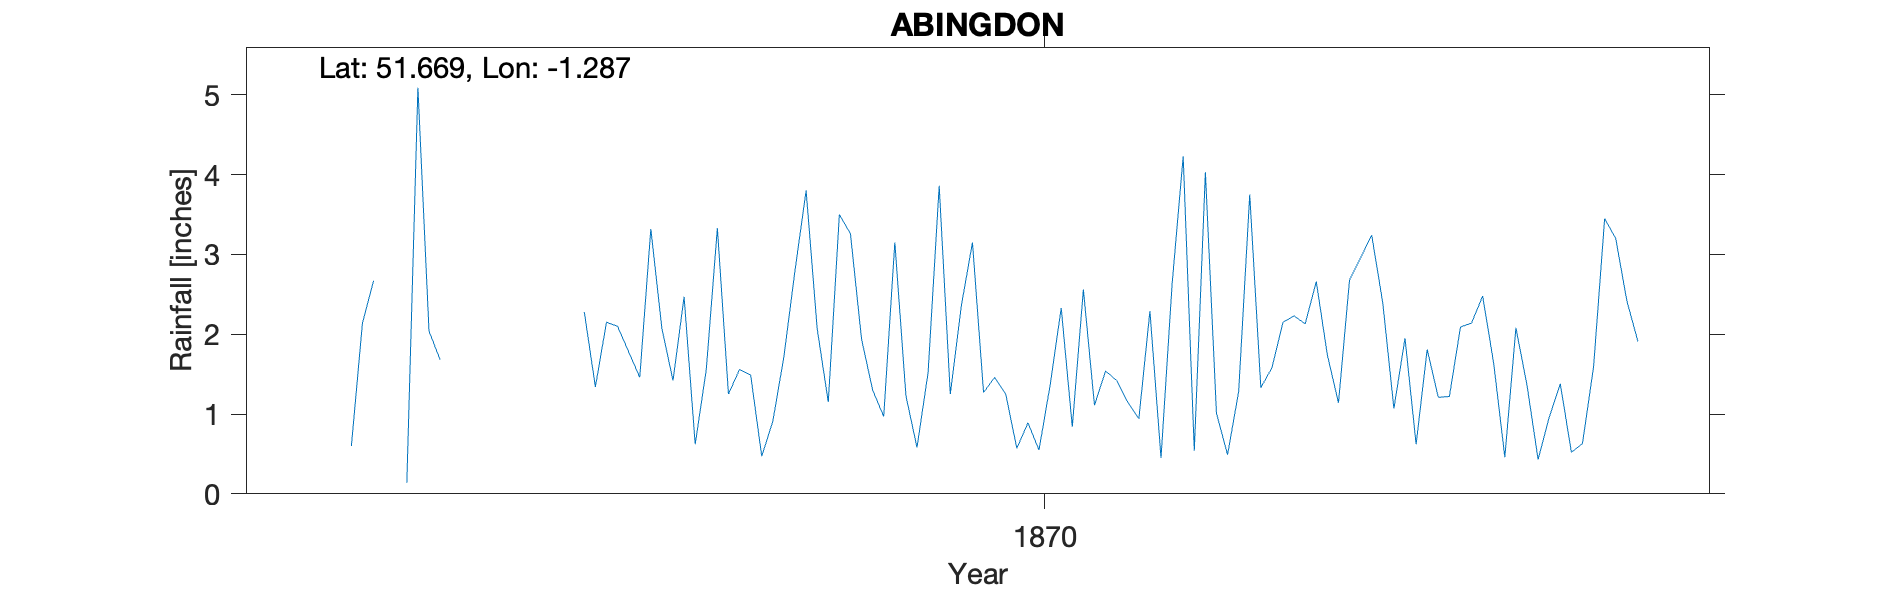 ABINGDON
Lat: 51.669, Lon: -1.287
5
4
3
2
1
0
Rainfall [inches]
1870
Year